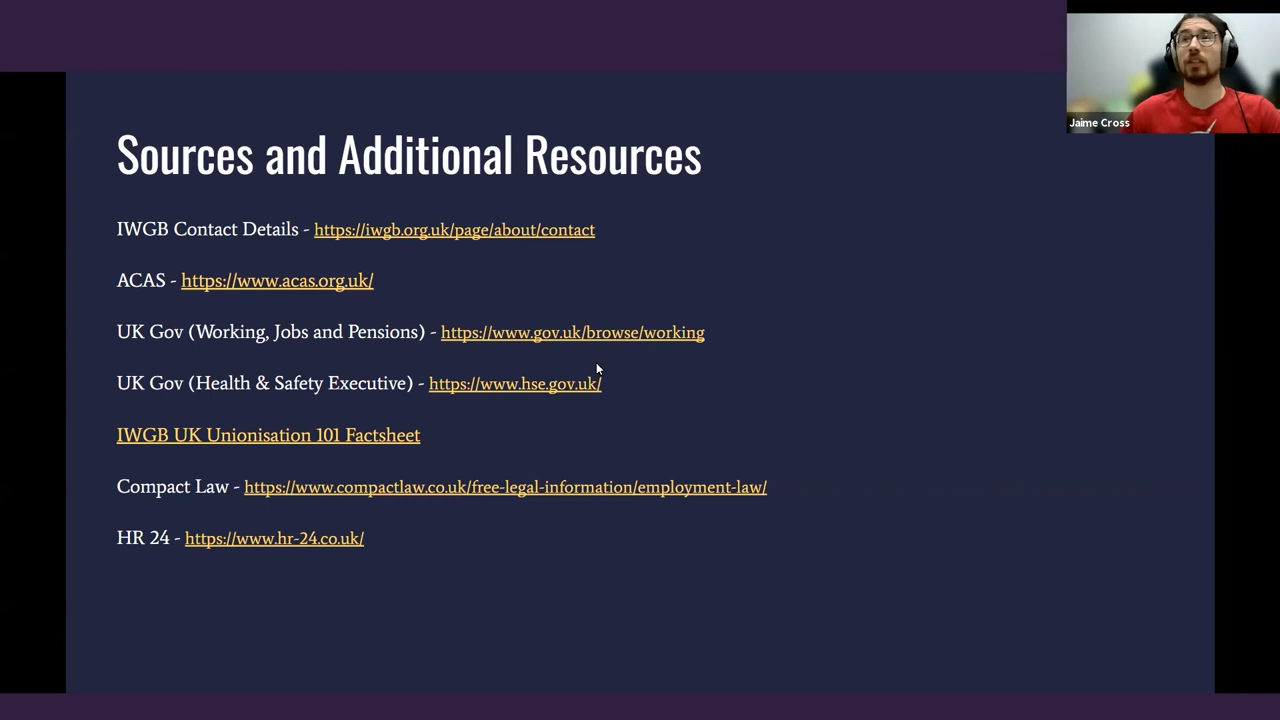 Jaime Cross
Sources and Additional Resources
IWGB Contact Details - https://iwgb.org.uk/page/about/contact
ACAS - https://www.acas.org.uk/
UK Gov (Working, Jobs and Pensions) - https://www.gov.uk/browse/working
UK Gov (Health & Safety Executive) - https://www.hse.gov.uk/
IWGB UK Unionisation 101 Factsheet
Compact Law - https://www.compactlaw.co.uk/free-legal-information/employment-law/
HR 24 - https://www.hr-24.co.uk/